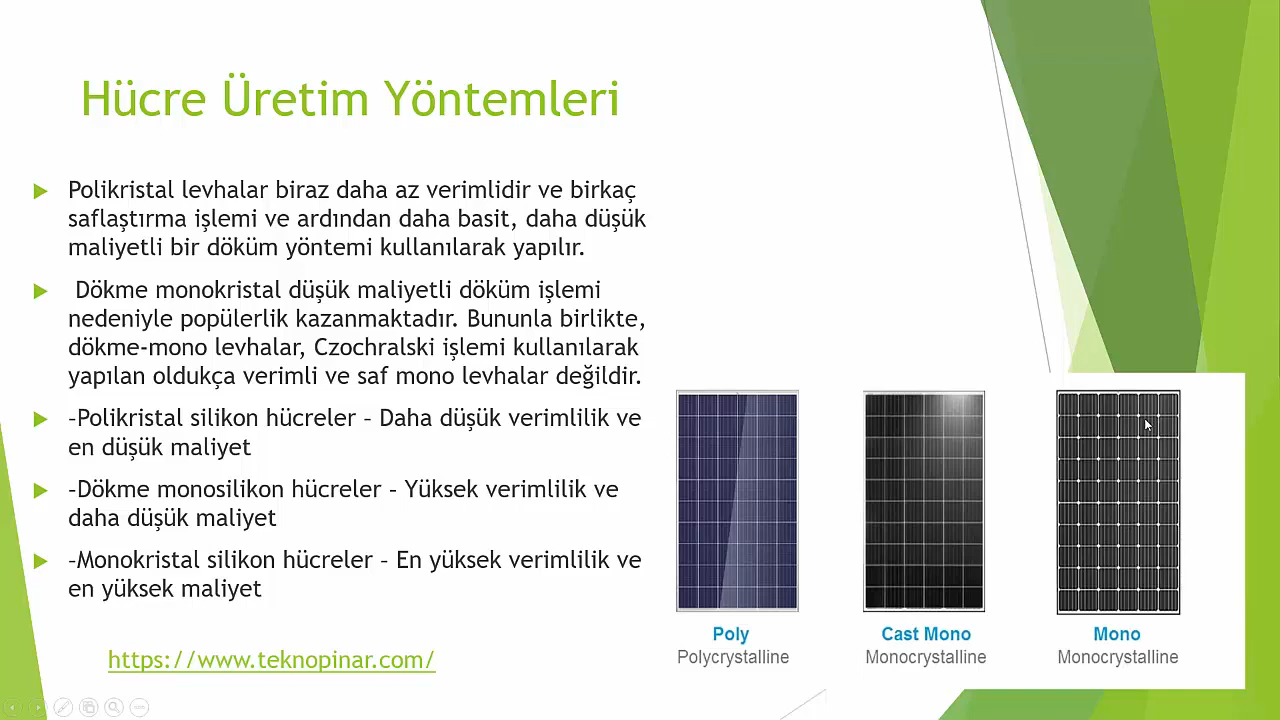 Hücre Üretim Yöntemleri
Polikristal levhalar biraz daha az verimlidir ve birkaç
saflaştırma işlemi ve ardından daha basit, daha düşük
maliyetli bir döküm yöntemi kullanılarak yapılır.
Dökme monokristal düşük maliyetli döküm işlemi
nedeniyle popülerlik kazanmaktadır. Bununla birlikte,
dökme-mono levhalar, Czochralski işlemi kullanılarak
yapılan oldukça verimli ve saf mono levhalar değildir.
–Polikristal silikon hücreler – Daha düşük verimlilik ve
en düşük maliyet
–Dökme monosilikon hücreler – Yüksek verimlilik ve
daha düşük maliyet
–Monokristal silikon hücreler – En yüksek verimlilik ve
en yüksek maliyet
https://www.teknopinar.com/
Poly
Polycrystalline
Cast Mono
Monocrystalline
Mono
Monocrystalline